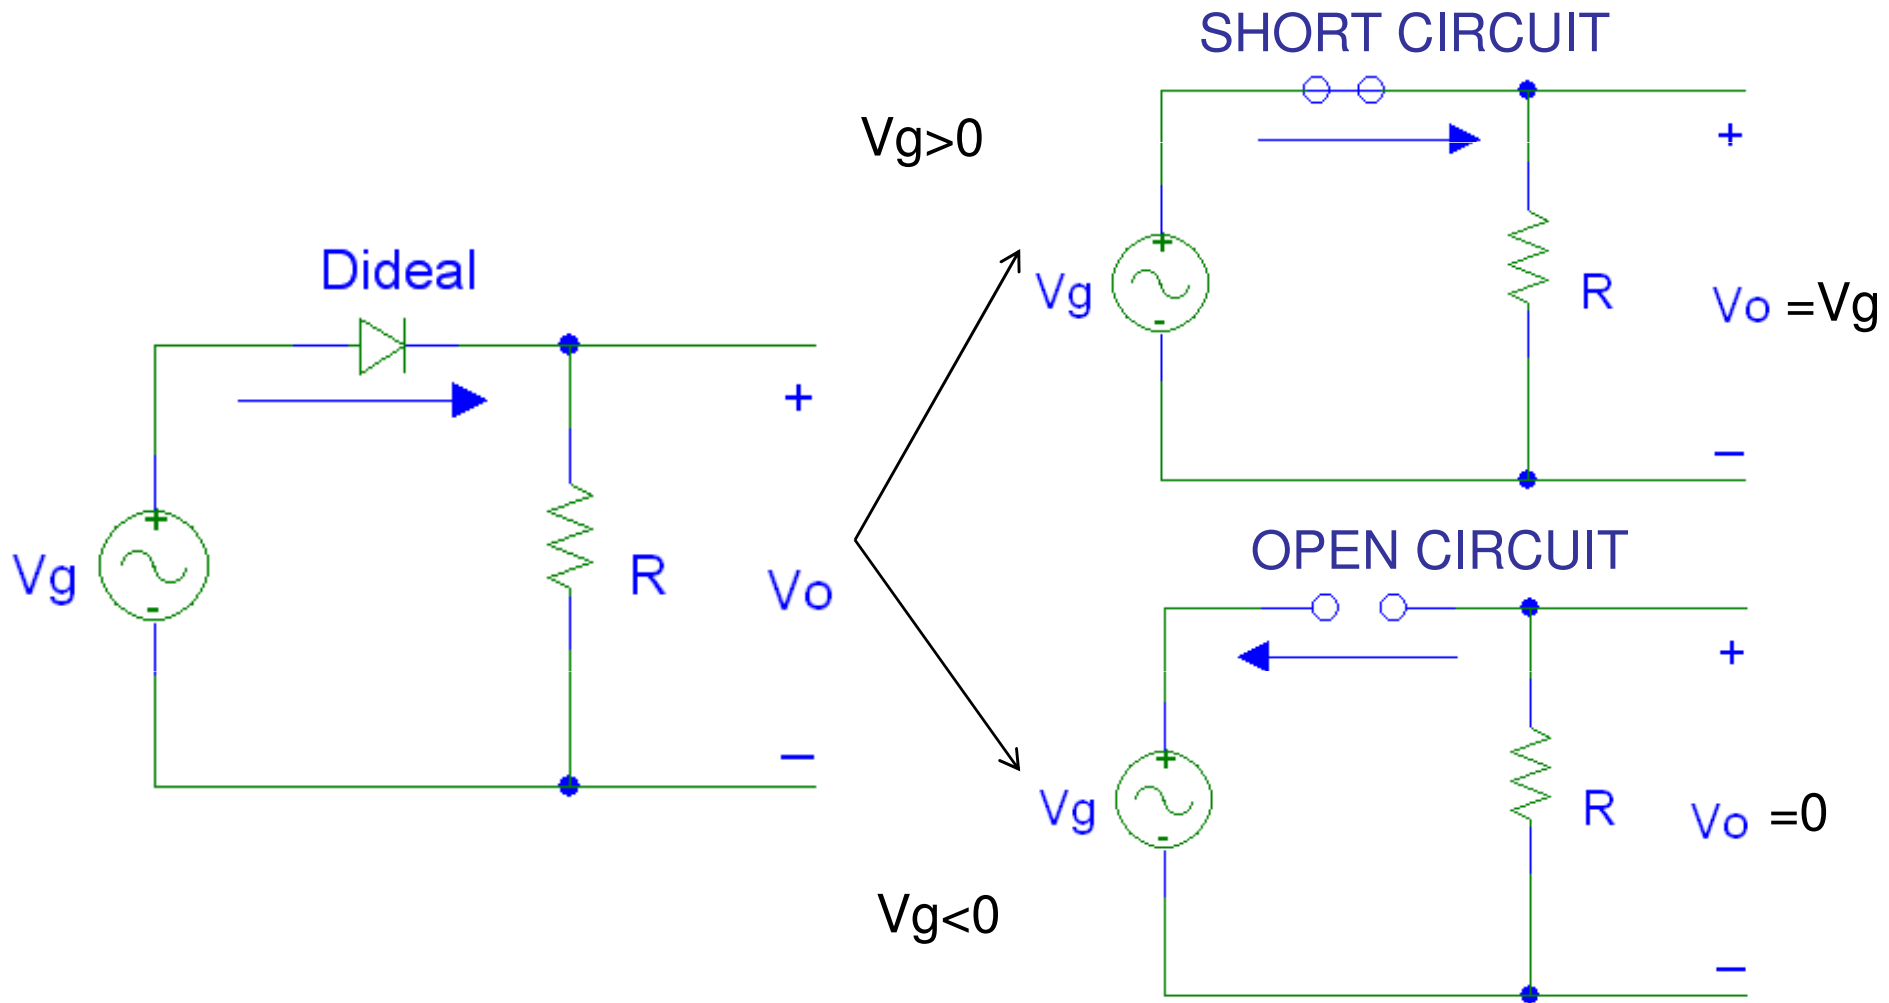 Dideal
+
Vg
+
-
R
Vo
–
Vg>0
Vg<0
SHORT CIRCUIT
+
Vg
+
-
R
Vo =Vg
–
OPEN CIRCUIT
+
Vg
+
-
R
Vo =0
–